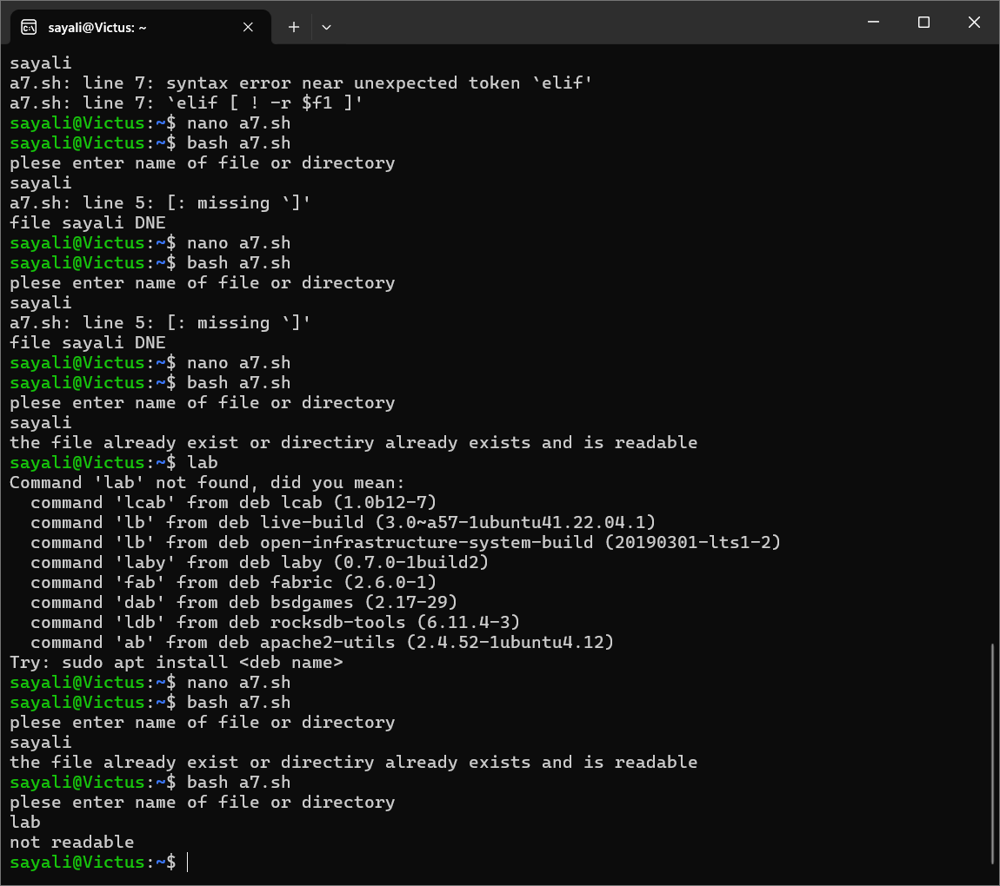 sayali@Victus: ~
sayali
a7.sh: line 7: syntax error near unexpected token `elif'
a7.sh: line 7: `elif [ ! -r $f1 ]'
sayali@Victus:~$ nano a7.sh
sayali@Victus:~$ bash a7.sh
plese enter name of file or directory
sayali
a7.sh: line 5: [: missing `]'
file sayali DNE
sayali@Victus:~$ nano a7.sh
sayali@Victus:~$ bash a7.sh
plese enter name of file or directory
sayali
a7.sh: line 5: [: missing `]'
file sayali DNE
sayali@Victus:~$ nano a7.sh
sayali@Victus:~$ bash a7.sh
plese enter name of file or directory
sayali
the file already exist or directiry already exists and is readable
sayali@Victus:~$ lab
Command 'lab' not found, did you mean:
  command 'lcab' from deb lcab (1.0b12-7)
  command 'lb' from deb live-build (3.0~a57-1ubuntu41.22.04.1)
  command 'lb' from deb open-infrastructure-system-build (20190301-lts1-2)
  command 'laby' from deb laby (0.7.0-1build2)
  command 'fab' from deb fabric (2.6.0-1)
  command 'dab' from deb bsdgames (2.17-29)
  command 'ldb' from deb rocksdb-tools (6.11.4-3)
  command 'ab' from deb apache2-utils (2.4.52-1ubuntu4.12)
Try: sudo apt install <deb name>
sayali@Victus:~$ nano a7.sh
sayali@Victus:~$ bash a7.sh
plese enter name of file or directory
sayali
the file already exist or directiry already exists and is readable
sayali@Victus:~$ bash a7.sh
plese enter name of file or directory
lab
not readable
sayali@Victus:~$